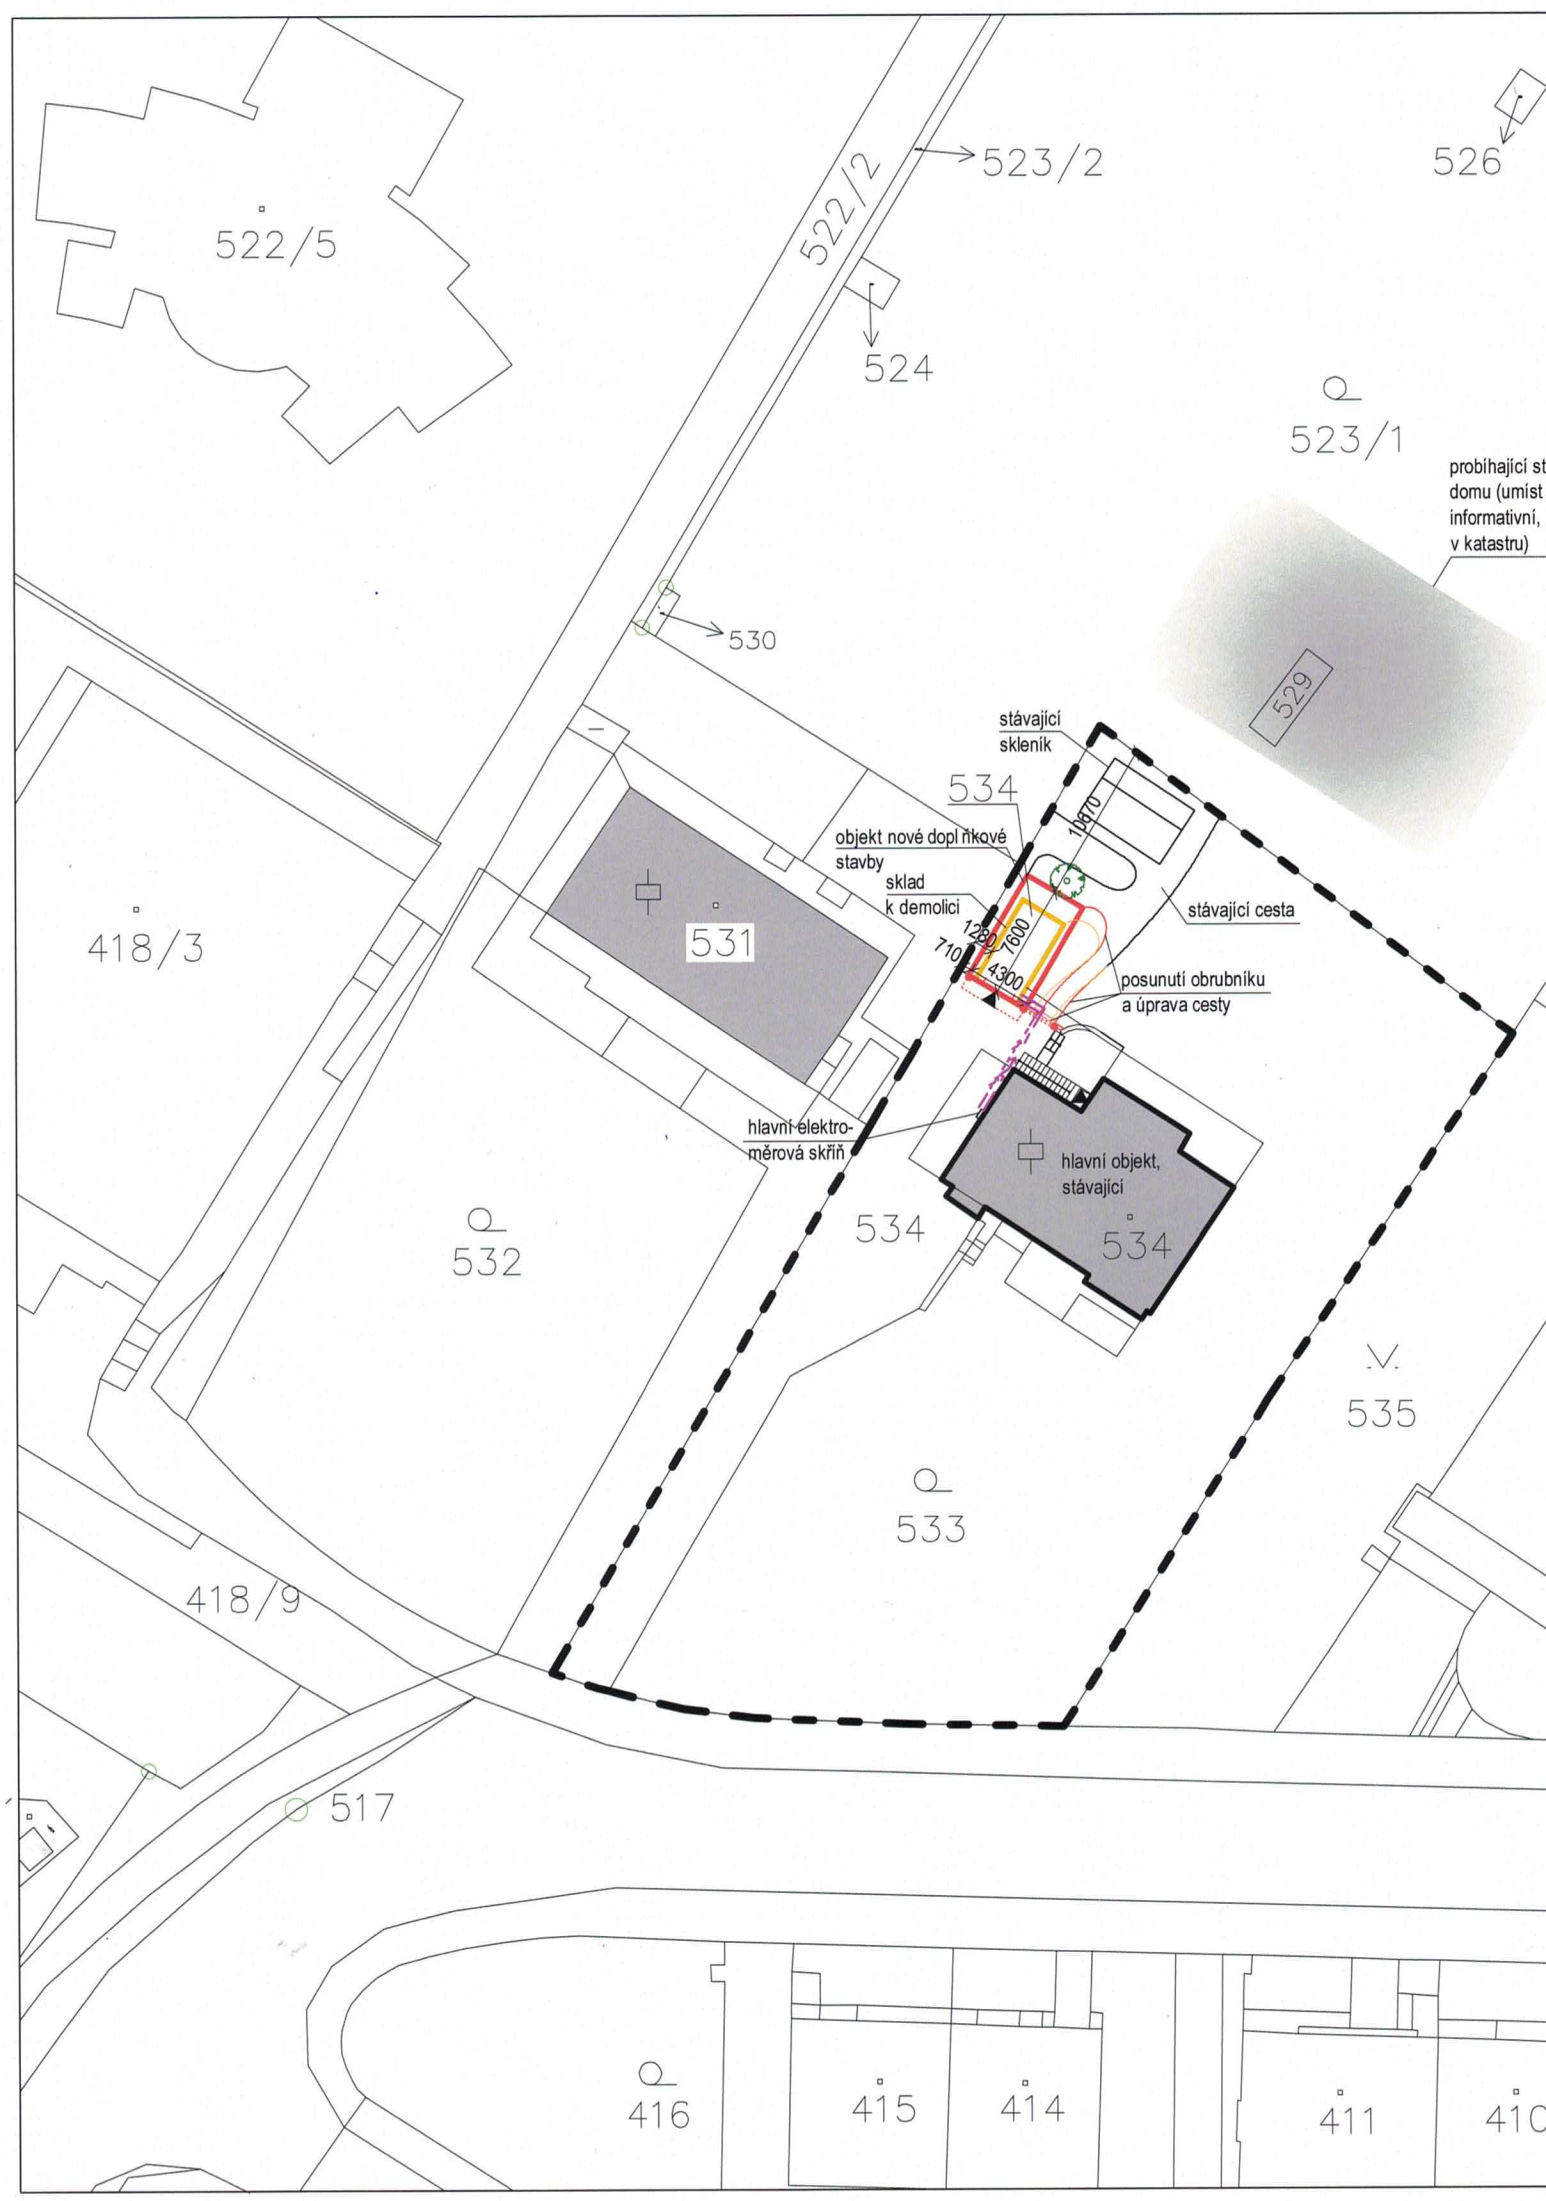 523/2
526
522/2
522/5
524
523/1
probíhající st
domu (umíst
informativní,
v katastru)
530
529
stávající
skleník
534
10670
objekt nové doplňkové
stavby
sklad
k demolici
stávající cesta
418/3
531
1280
7600
710
4300
posunutí obrubníku
a úprava cesty
hlavní elektro-
měrová skříň
hlavní objekt,
stávající
534
534
532
535
533
418/9
517
416
415
414
411
410